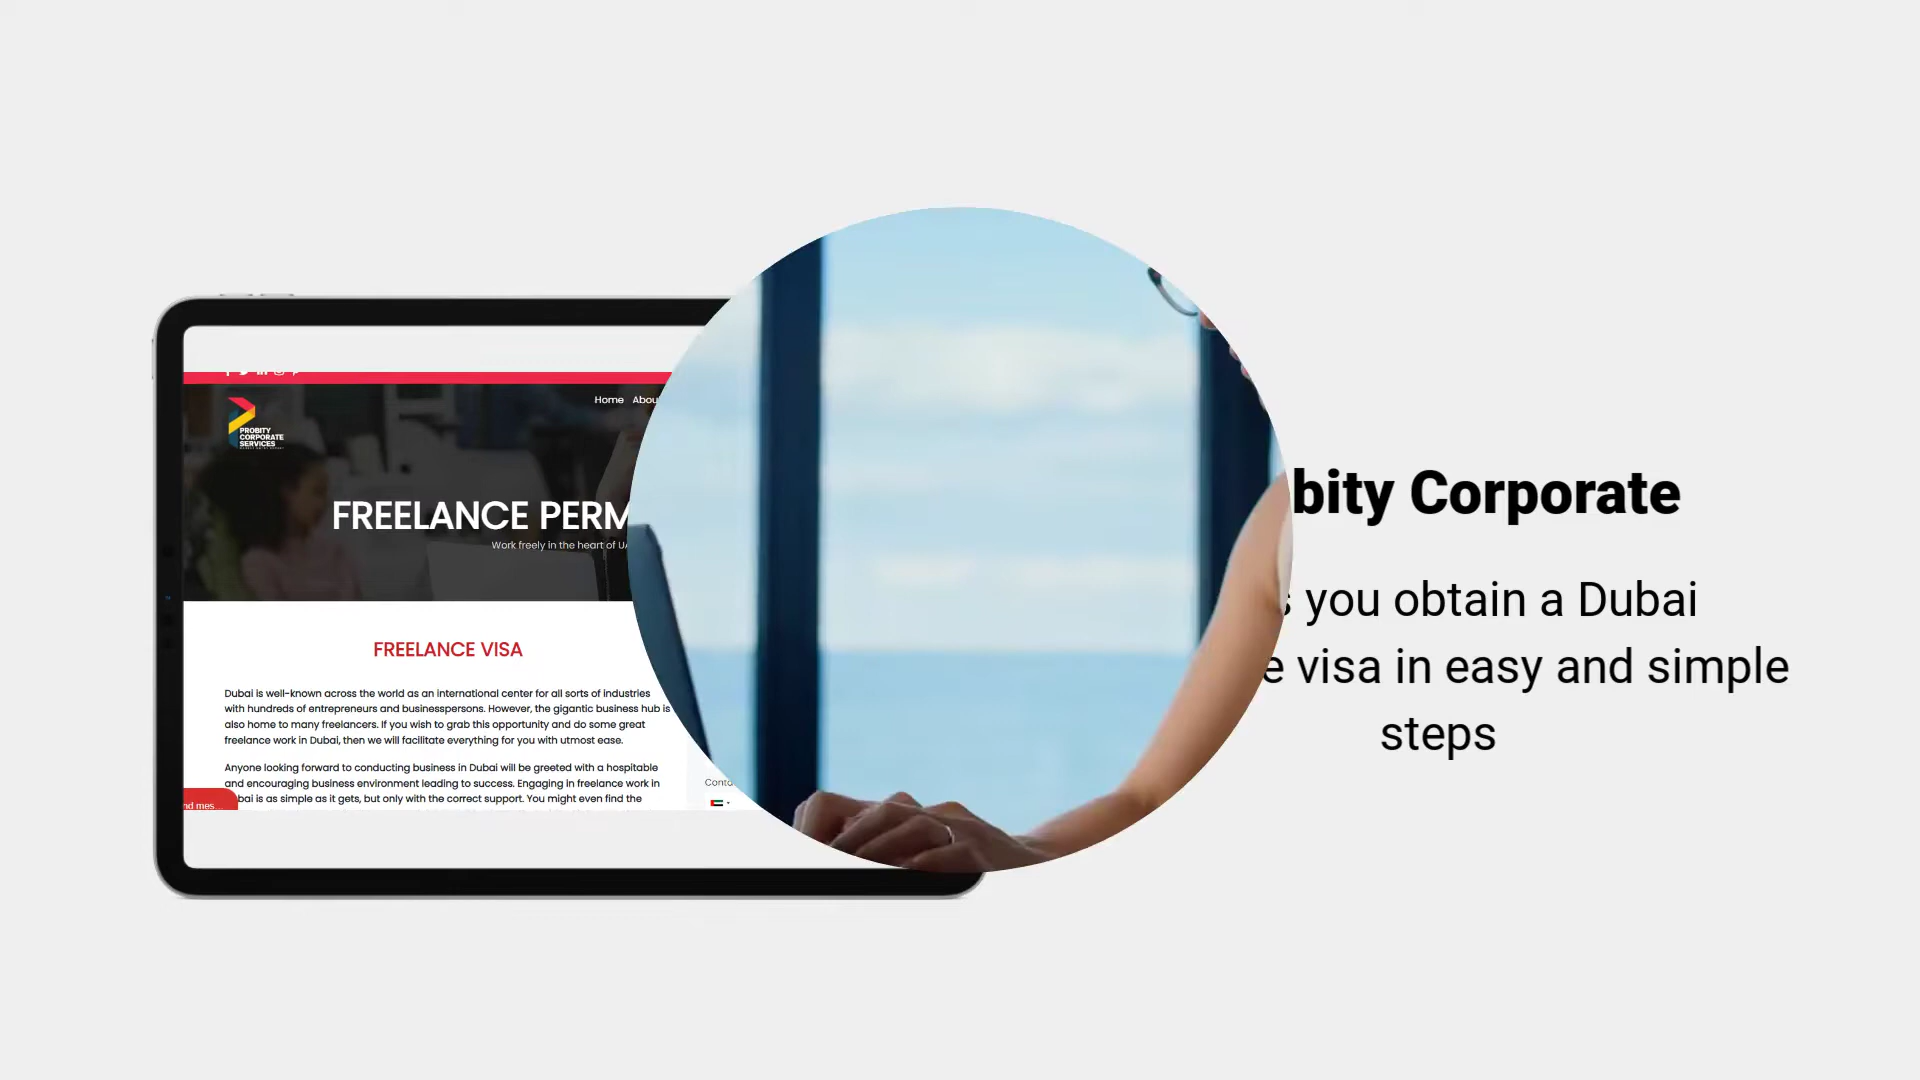 PROBITY
CORPORATE
SERVICES
Home
FREELANCE
Work freely in the heart of
FREELANCE VISA
Dubai is well-known across the world as an international center for all sorts of industries
with hundreds of entrepreneurs and businesspersons. However, the gigantic business hub is
also home to many freelancers. If you wish to grab this opportunity and do some great
freelance work in Dubai, then we will facilitate everything for you with utmost ease.
Anyone looking forward to conducting business in Dubai will be greeted with a hospitable
and encouraging business environment leading to success. Engaging in freelance work in
is as simple as it gets, but only with the correct support. You might even find the
bity Corporate
you obtain a Dubai
e visa in easy and simple
steps